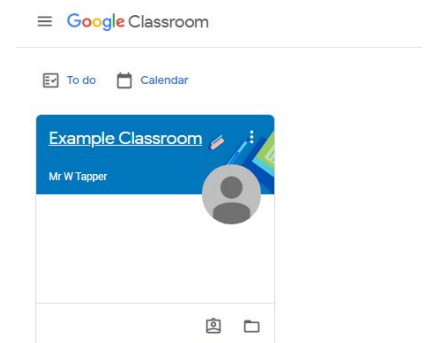 Google Classroom
To do Calendar
Example Classroom
Mr W Tapper